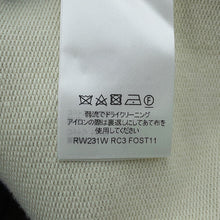 弱流でドライクリーニング
アイロンの際は裏返しにしてあて布を
使用してください
RW231W RC3 FOST11